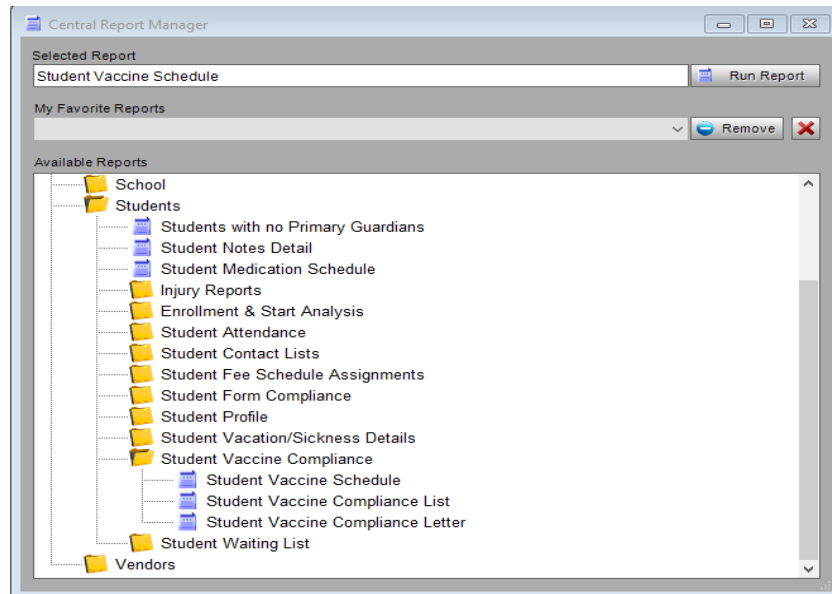 Central Report Manager
Selected Report
Student Vaccine Schedule
Run Report
My Favorite Reports
Remove
Available Reports
School
Students
Students with no Primary Guardians
Student Notes Detail
Student Medication Schedule
Injury Reports
Enrollment & Start Analysis
Student Attendance
Student Contact Lists
Student Fee Schedule Assignments
Student Form Compliance
Student Profile
Student Vacation/Sickness Details
Student Vaccine Compliance
Student Vaccine Schedule
Student Vaccine Compliance List
Student Vaccine Compliance Letter
Student Waiting List
Vendors